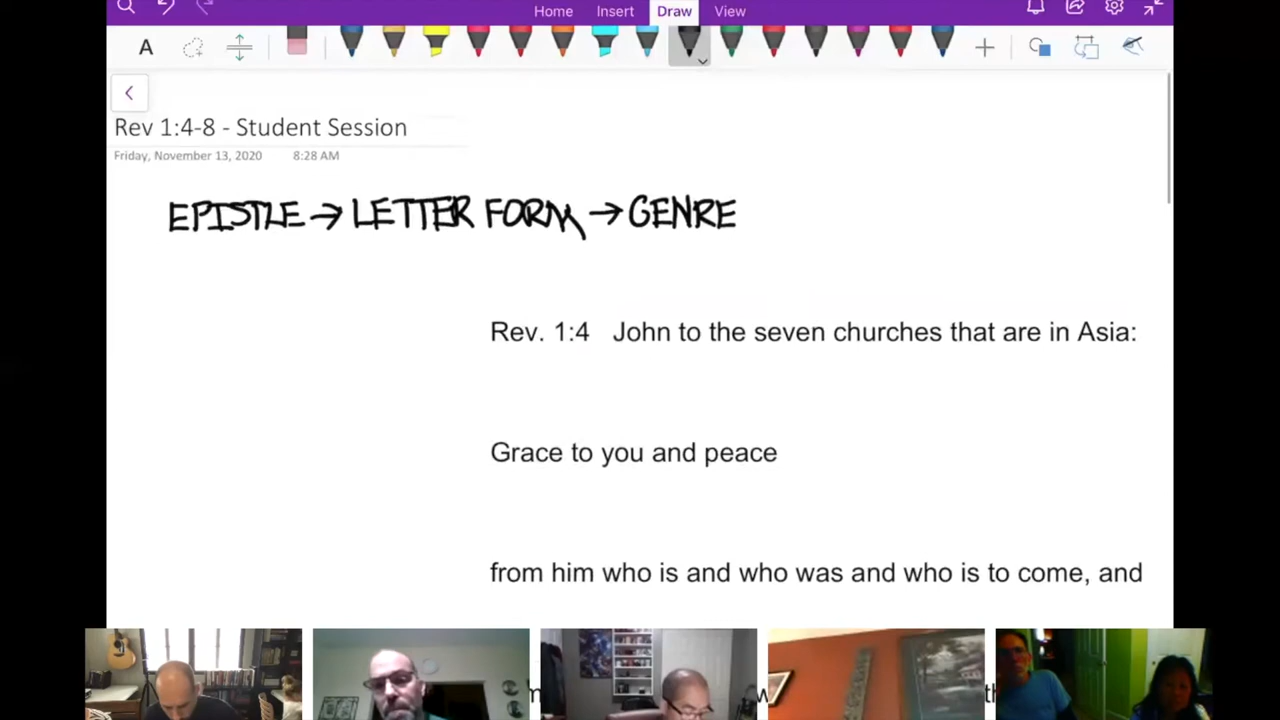 Home Insert Draw View
A
Rev 1:4-8 - Student Session
Friday, November 13, 2020 8:28 AM
EPISTLE → LETTER FORM → GENRE
Rev. 1:4 John to the seven churches that are in Asia:
Grace to you and peace
from him who is and who was and who is to come, and